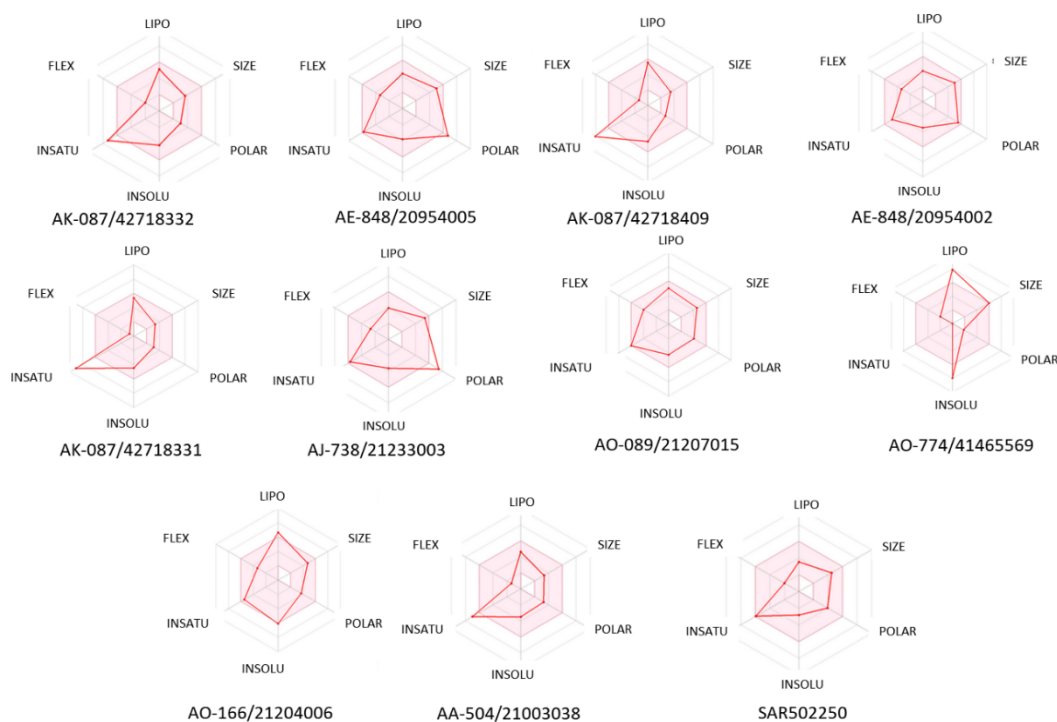 LIPO
FLEX
SIZE
INSATU
POLAR
INSOLU
AK-087/42718332
LIPO
FLEX
SIZE
INSATU
POLAR
INSOLU
AE-848/20954005
LIPO
FLEX
SIZE
INSATU
POLAR
INSOLU
AK-087/42718409
LIPO
FLEX
SIZE
INSATU
POLAR
INSOLU
AE-848/20954002
LIPO
FLEX
SIZE
INSATU
POLAR
INSOLU
AK-087/42718331
LIPO
FLEX
SIZE
INSATU
POLAR
INSOLU
AJ-738/21233003
LIPO
FLEX
SIZE
INSATU
POLAR
INSOLU
AO-089/21207015
LIPO
FLEX
SIZE
INSATU
POLAR
INSOLU
AO-774/41465569
LIPO
FLEX
SIZE
INSATU
POLAR
INSOLU
AO-166/21204006
LIPO
FLEX
SIZE
INSATU
POLAR
INSOLU
AA-504/21003038
LIPO
FLEX
SIZE
INSATU
POLAR
INSOLU
SAR502250